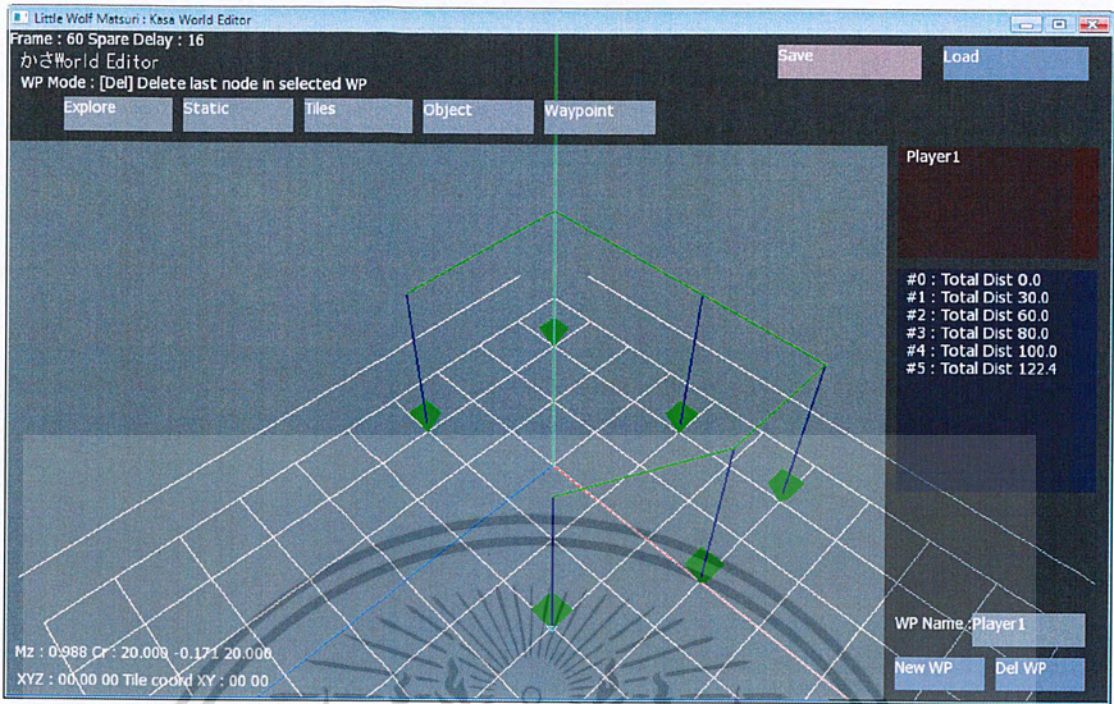 Little Wolf Matsuri : Kasa World Editor
Frame : 60 Spare Delay : 16
かさWorld Editor
WP Mode : [Del] Delete last node in selected WP
Save
Load
Explore
Static
Tiles
Object
Waypoint
Player1
#0 : Total Dist 0.0
#1 : Total Dist 30.0
#2 : Total Dist 60.0
#3 : Total Dist 80.0
#4 : Total Dist 100.0
#5 : Total Dist 122.4
WP Name :Player1
New WP
Del WP
Mz : 0.988 Cr : 20.000 -0.171 20.000
XYZ : 00 00 00 Tile coord XY : 00 00